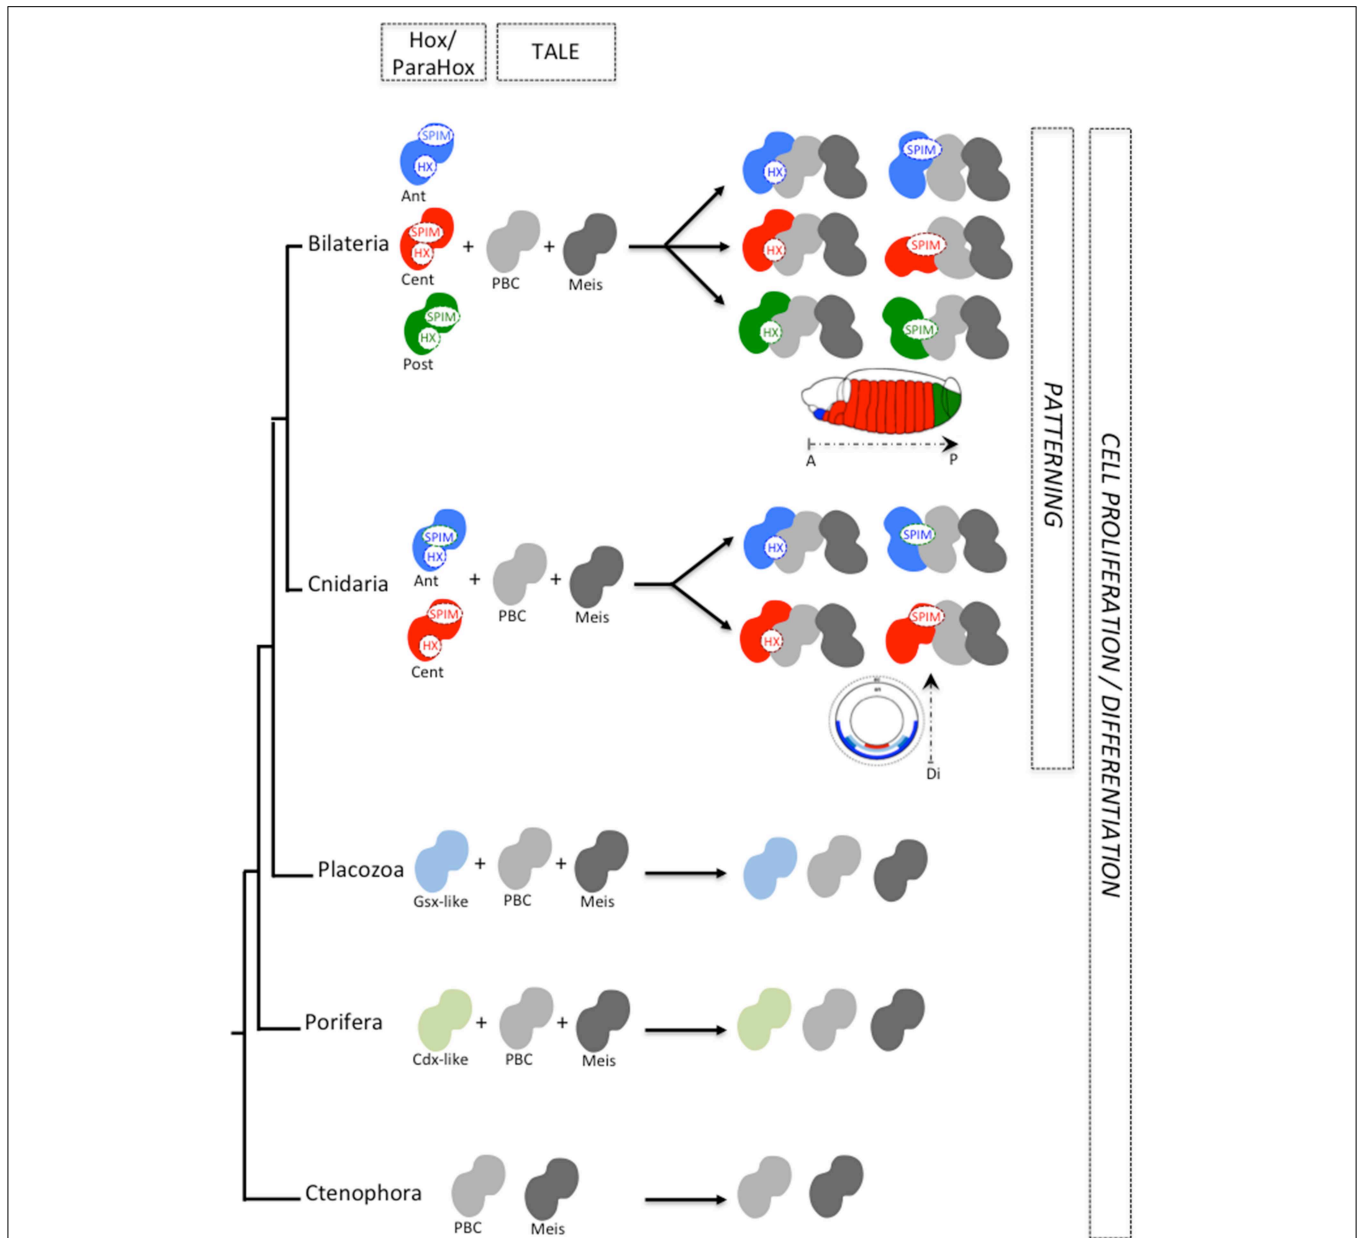 Hox/
ParaHox
TALE
SPIM
HX
Ant
SPIM
HX
Cent
SPIM
HX
Post
Bilateria
+
PBC
+
Meis
HX
SPIM
HX
SPIM
HX
SPIM
A
P
SPIM
HX
Ant
SPIM
HX
Cent
Cnidaria
+
PBC
+
Meis
HX
SPIM
HX
SPIM
Di
Placozoa
Gsx-like
+
PBC
+
Meis
Porifera
Cdx-like
+
PBC
+
Meis
Ctenophora
PBC
Meis
PATTERNING
CELL PROLIFERATION / DIFFERENTIATION